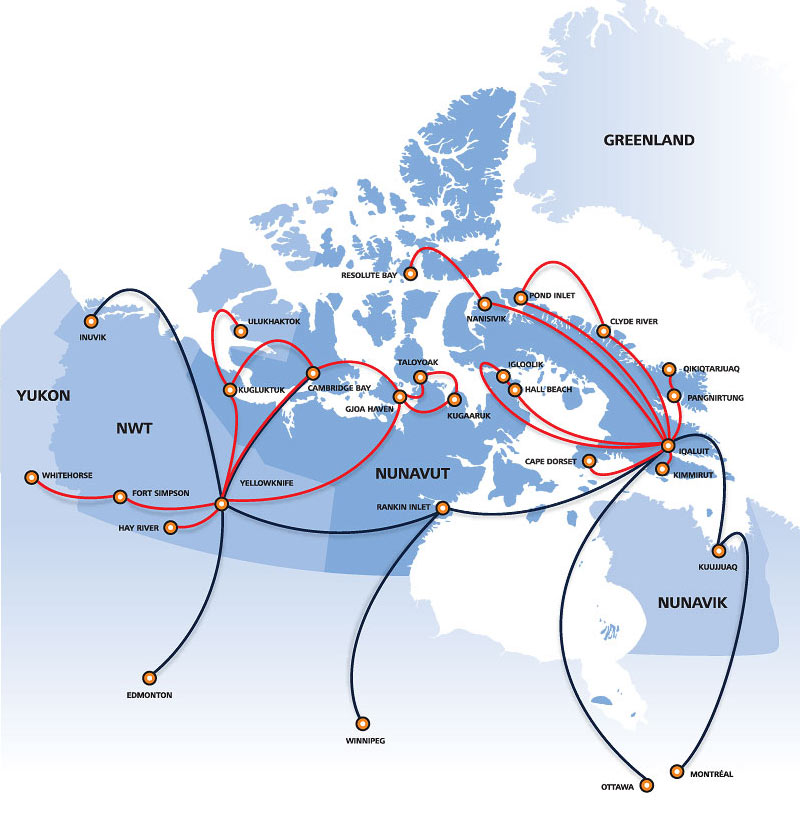 GREENLAND
RESOLUTE BAY
POND INLET
NANISIVIK
CLYDE RIVER
ULUKHAKTOK
INUVIK
TALOYOAK
IGLOOLIK
QIKIQTARJUAQ
YUKON
KUGLUKTUK
CAMBRIDGE BAY
HALL BEACH
PANGNIRTUNG
GJOA HAVEN
KUGAARUK
NWT
IQALUIT
CAPE DORSET
NUNAVUT
KIMMIRUT
WHITEHORSE
YELLOWKNIFE
FORT SIMPSON
RANKIN INLET
HAY RIVER
KUUJJUAQ
NUNAVIK
EDMONTON
WINNIPEG
MONTRÉAL
OTTAWA